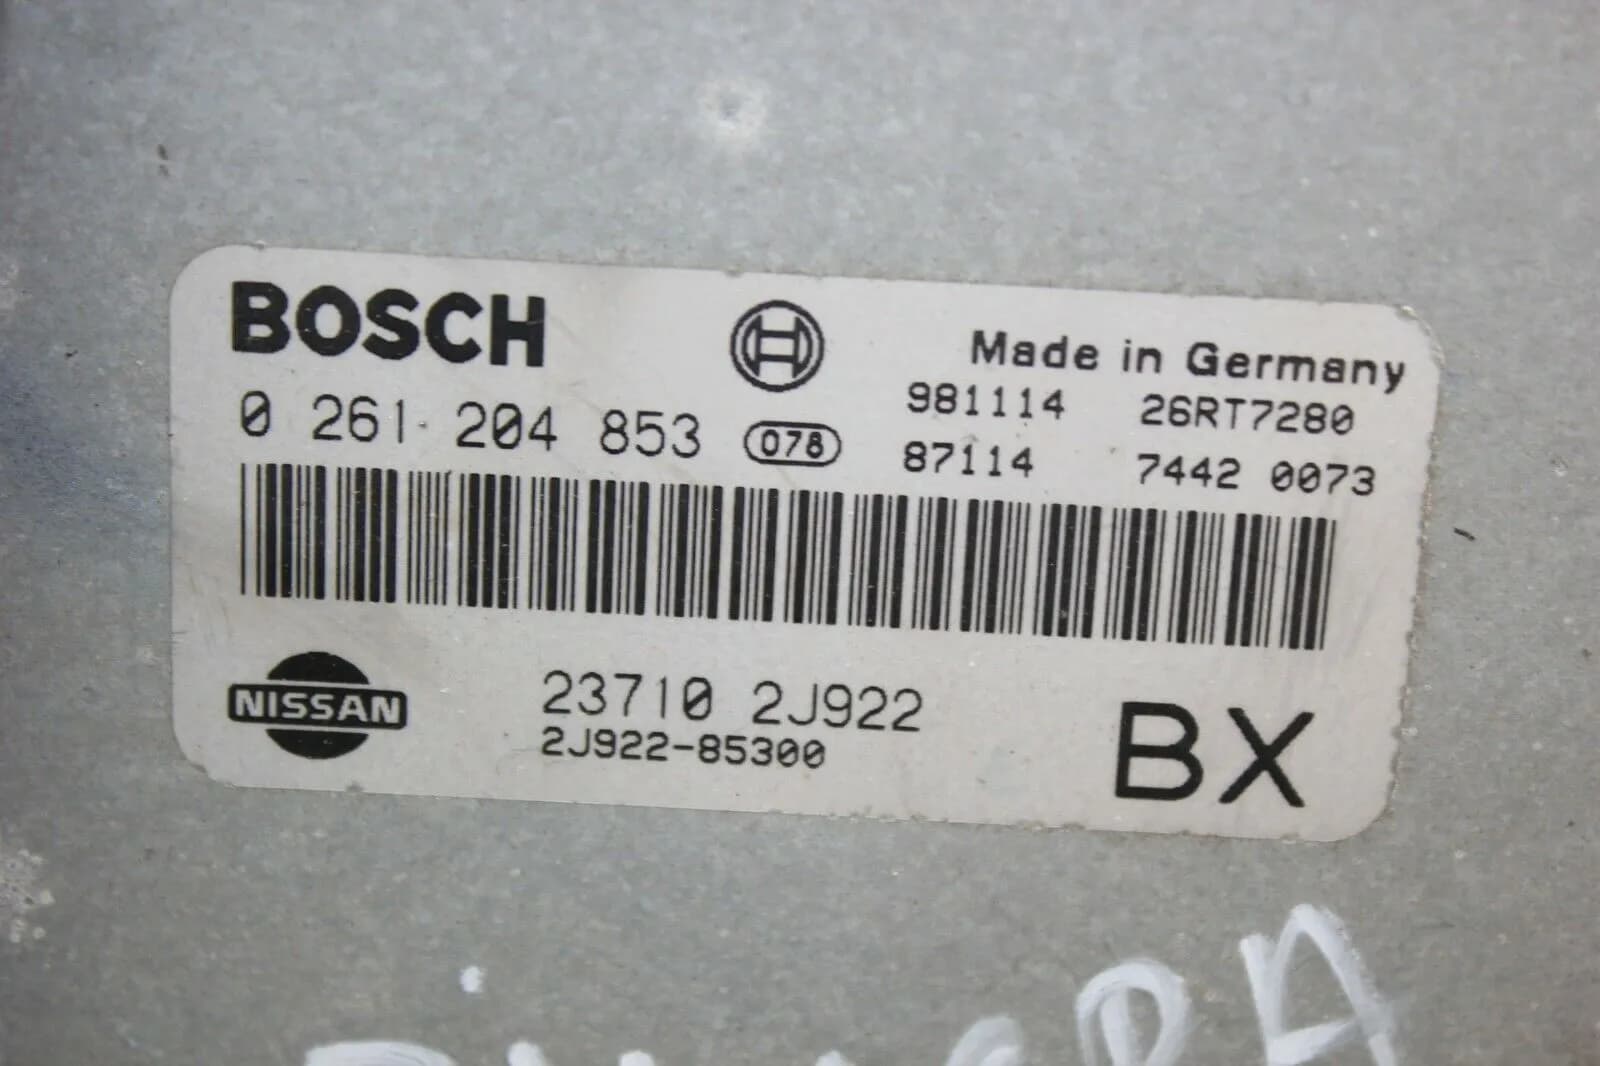 BOSCH
Made in Germany
0 261 204 853 078
981114 26RT7280
87114 7442 0073
NISSAN
23710 2J922
2J922-85300
BX